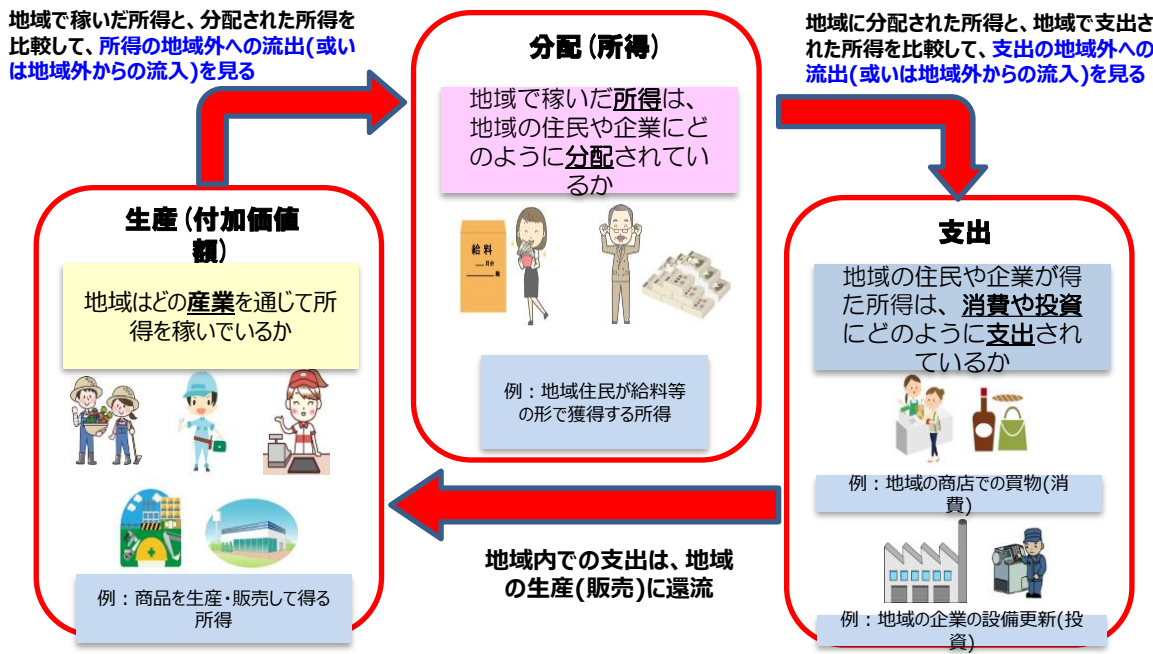 地域で稼いだ所得と、分配された所得を
比較して、所得の地域外への流出(或い
は地域外からの流入)を見る
分配(所得)
地域で稼いだ所得は、
地域の住民や企業にど
のように分配されてい
るか
給料
月分
例：地域住民が給料等
の形で獲得する所得
地域に分配された所得と、地域で支出さ
れた所得を比較して、支出の地域外への
流出(或いは地域外からの流入)を見る
生産(付加価値
額)
地域はどの産業を通じて所
得を稼いでいるか
例：商品を生産・販売して得る
所得
支出
地域の住民や企業が得
た所得は、消費や投資
にどのように支出され
ているか
例：地域の商店での買物(消
費)
例：地域の企業の設備更新(投
資)
地域内での支出は、地域
の生産(販売)に還流